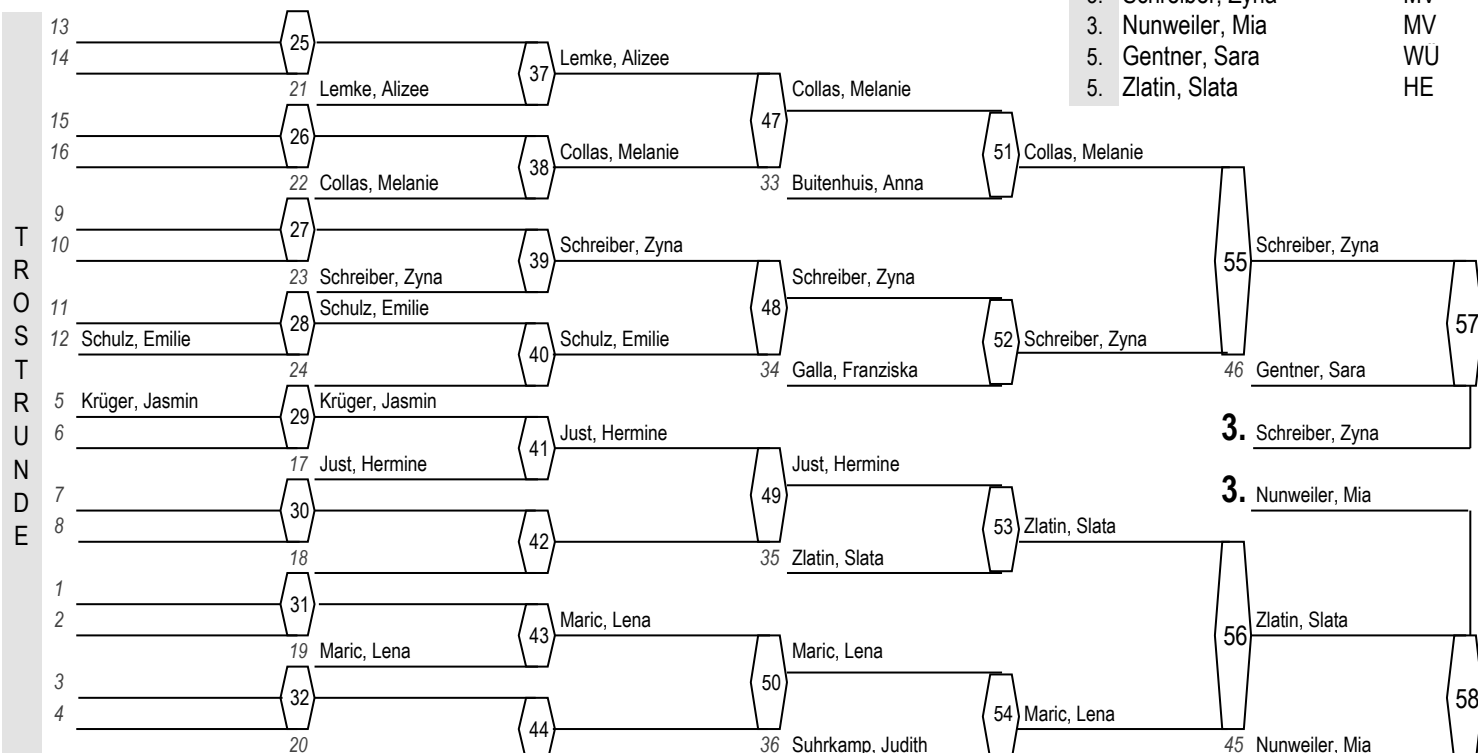 3. Schreiber, Zyna MV
3. Nunweiler, Mia MV
5. Gentner, Sara WÜ
5. Zlatin, Slata HE
TROSTRUNDE
13
14
25
21 Lemke, Alizee
15
16
26
22 Collas, Melanie
9
10
27
23 Schreiber, Zyna
11
Schulz, Emilie
12 Schulz, Emilie
28
24
5 Krüger, Jasmin
6
29
Krüger, Jasmin
17 Just, Hermine
7
8
30
18
1
2
31
19 Maric, Lena
3
4
32
20
37
Lemke, Alizee
38
Collas, Melanie
39
Schreiber, Zyna
40
Schulz, Emilie
41
Just, Hermine
42
43
Maric, Lena
44
47
Collas, Melanie
33 Buitenhuis, Anna
48
Schreiber, Zyna
34 Galla, Franziska
49
Just, Hermine
35 Zlatin, Slata
50
Maric, Lena
36 Suhrkamp, Judith
51
Collas, Melanie
52
Schreiber, Zyna
53
Zlatin, Slata
54
Maric, Lena
55
Schreiber, Zyna
46 Gentner, Sara
57
3. Schreiber, Zyna
3. Nunweiler, Mia
56
Zlatin, Slata
45 Nunweiler, Mia
58